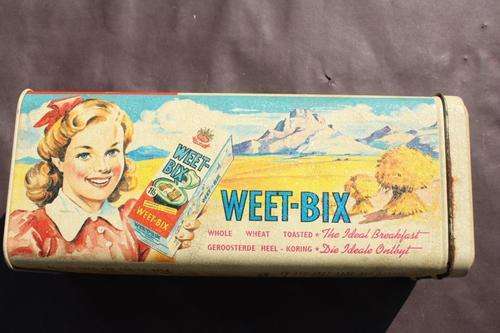 WEET-
BIX
WEET-BIX
WEET-BIX
WHOLE WHEAT TOASTED * The Ideal Breakfast
GEROOSTERDE HEEL-KORING * Die Ideale Ontbyt